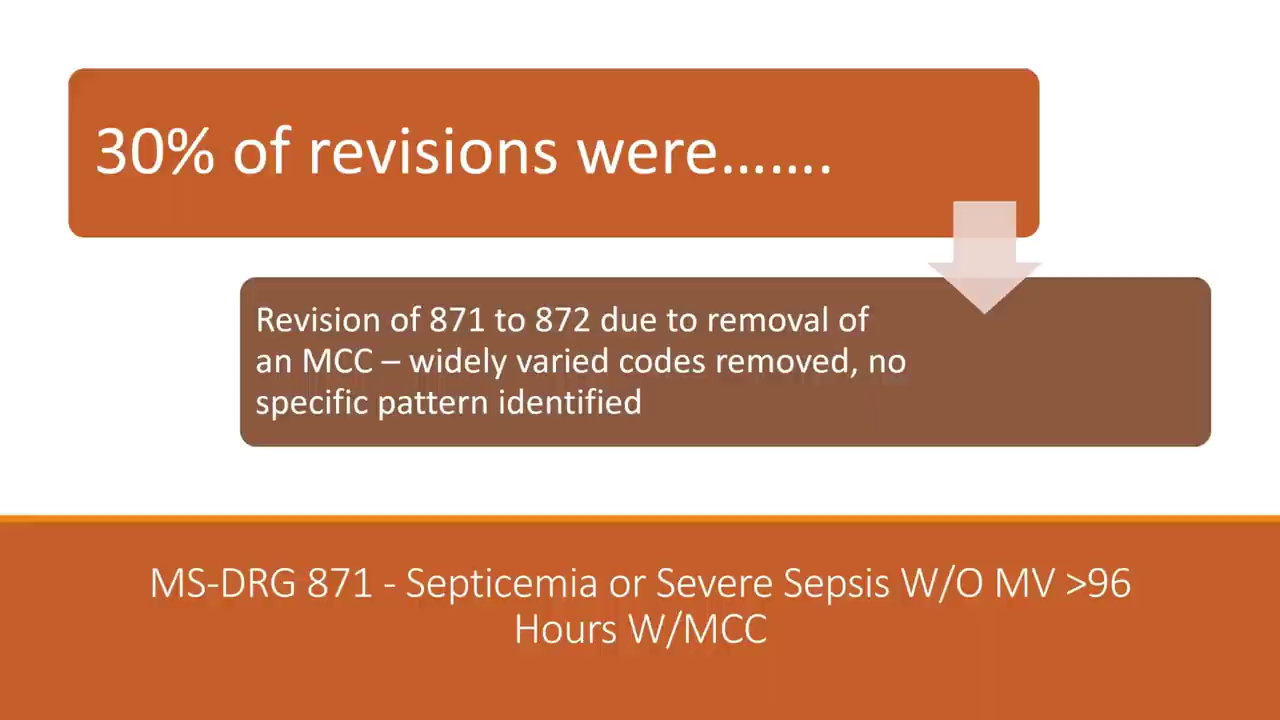 30% of revisions were.......
Revision of 871 to 872 due to removal of
an MCC – widely varied codes removed, no
specific pattern identified
MS-DRG 871 - Septicemia or Severe Sepsis W/O MV >96
Hours W/MCC